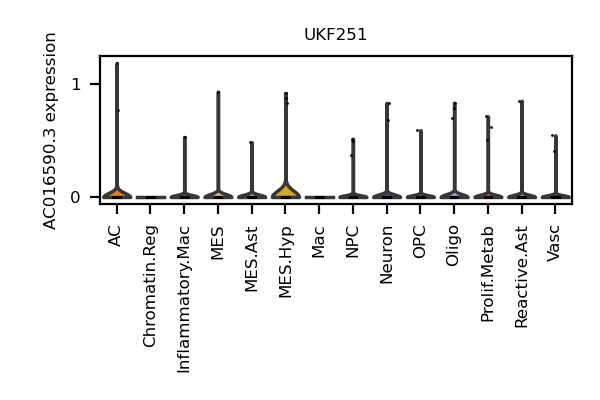 UKF251
AC016590.3 expression
1
0
AC
Chromatin.Reg
Inflammatory.Mac
MES
MES.Ast
MES.Hyp
Mac
NPC
Neuron
OPC
Oligo
Prolif.Metab
Reactive.Ast
Vasc